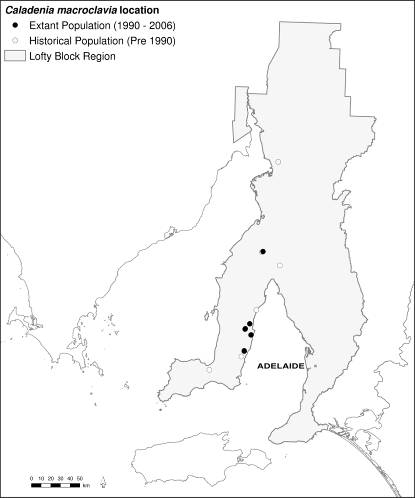 Caladenia macroclavia location
Extant Population (1990 - 2006)
Historical Population (Pre 1990)
Lofty Block Region
ADELAIDE
0 10 20 30 40 50
km